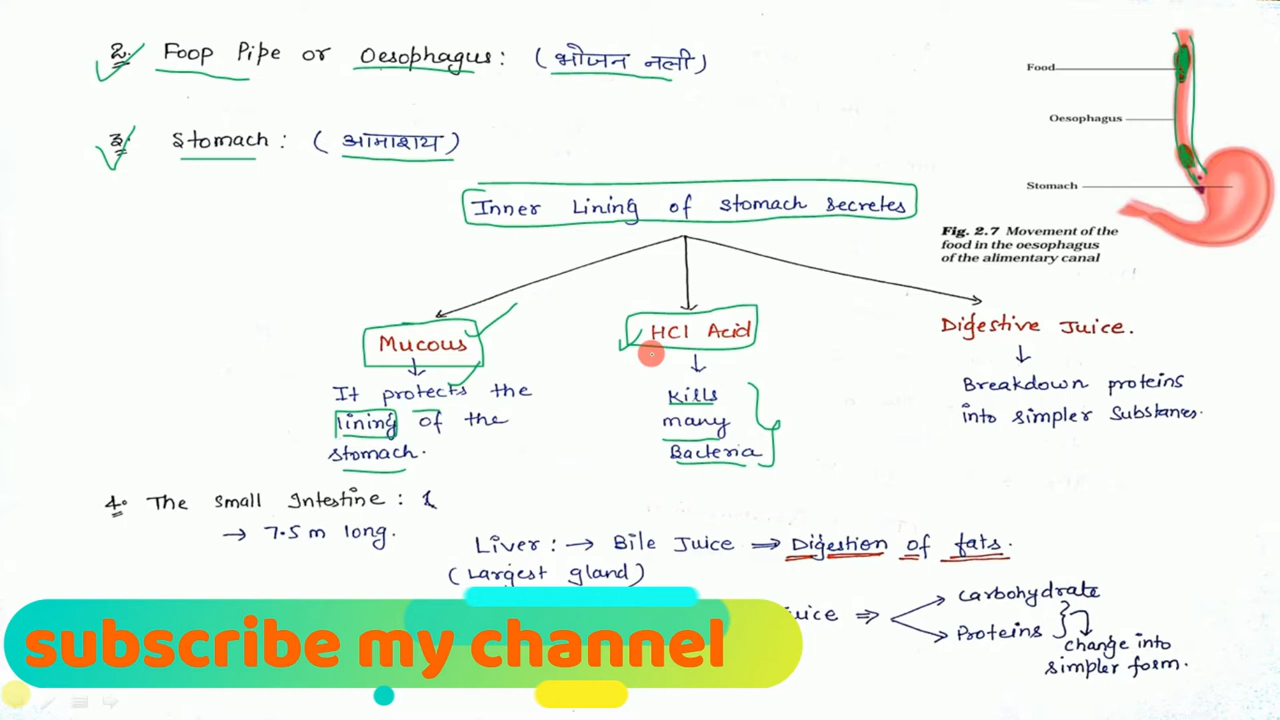 2. Foop Pipe or Oesophagus: (भोजन नली)
Food
Oesophagus
3. Stomach: (आमाशय)
Stomach
Inner Lining of stomach secretes
Fig. 2.7 Movement of the
food in the oesophagus
of the alimentary canal
Mucous
It protects the
lining of the
stomach.
HCl Acid
Kills
many
Bacteria
Digestive Juice.
Breakdown proteins
into simpler Substanes.
4. The Small Intestine:
→ 7.5 m long.
Liver: → Bile Juice ⇒ Digestion of fats.
(Largest gland)
uice ⇒ Carbohydrate
Proteins
change into
simpler form.
subscribe my channel